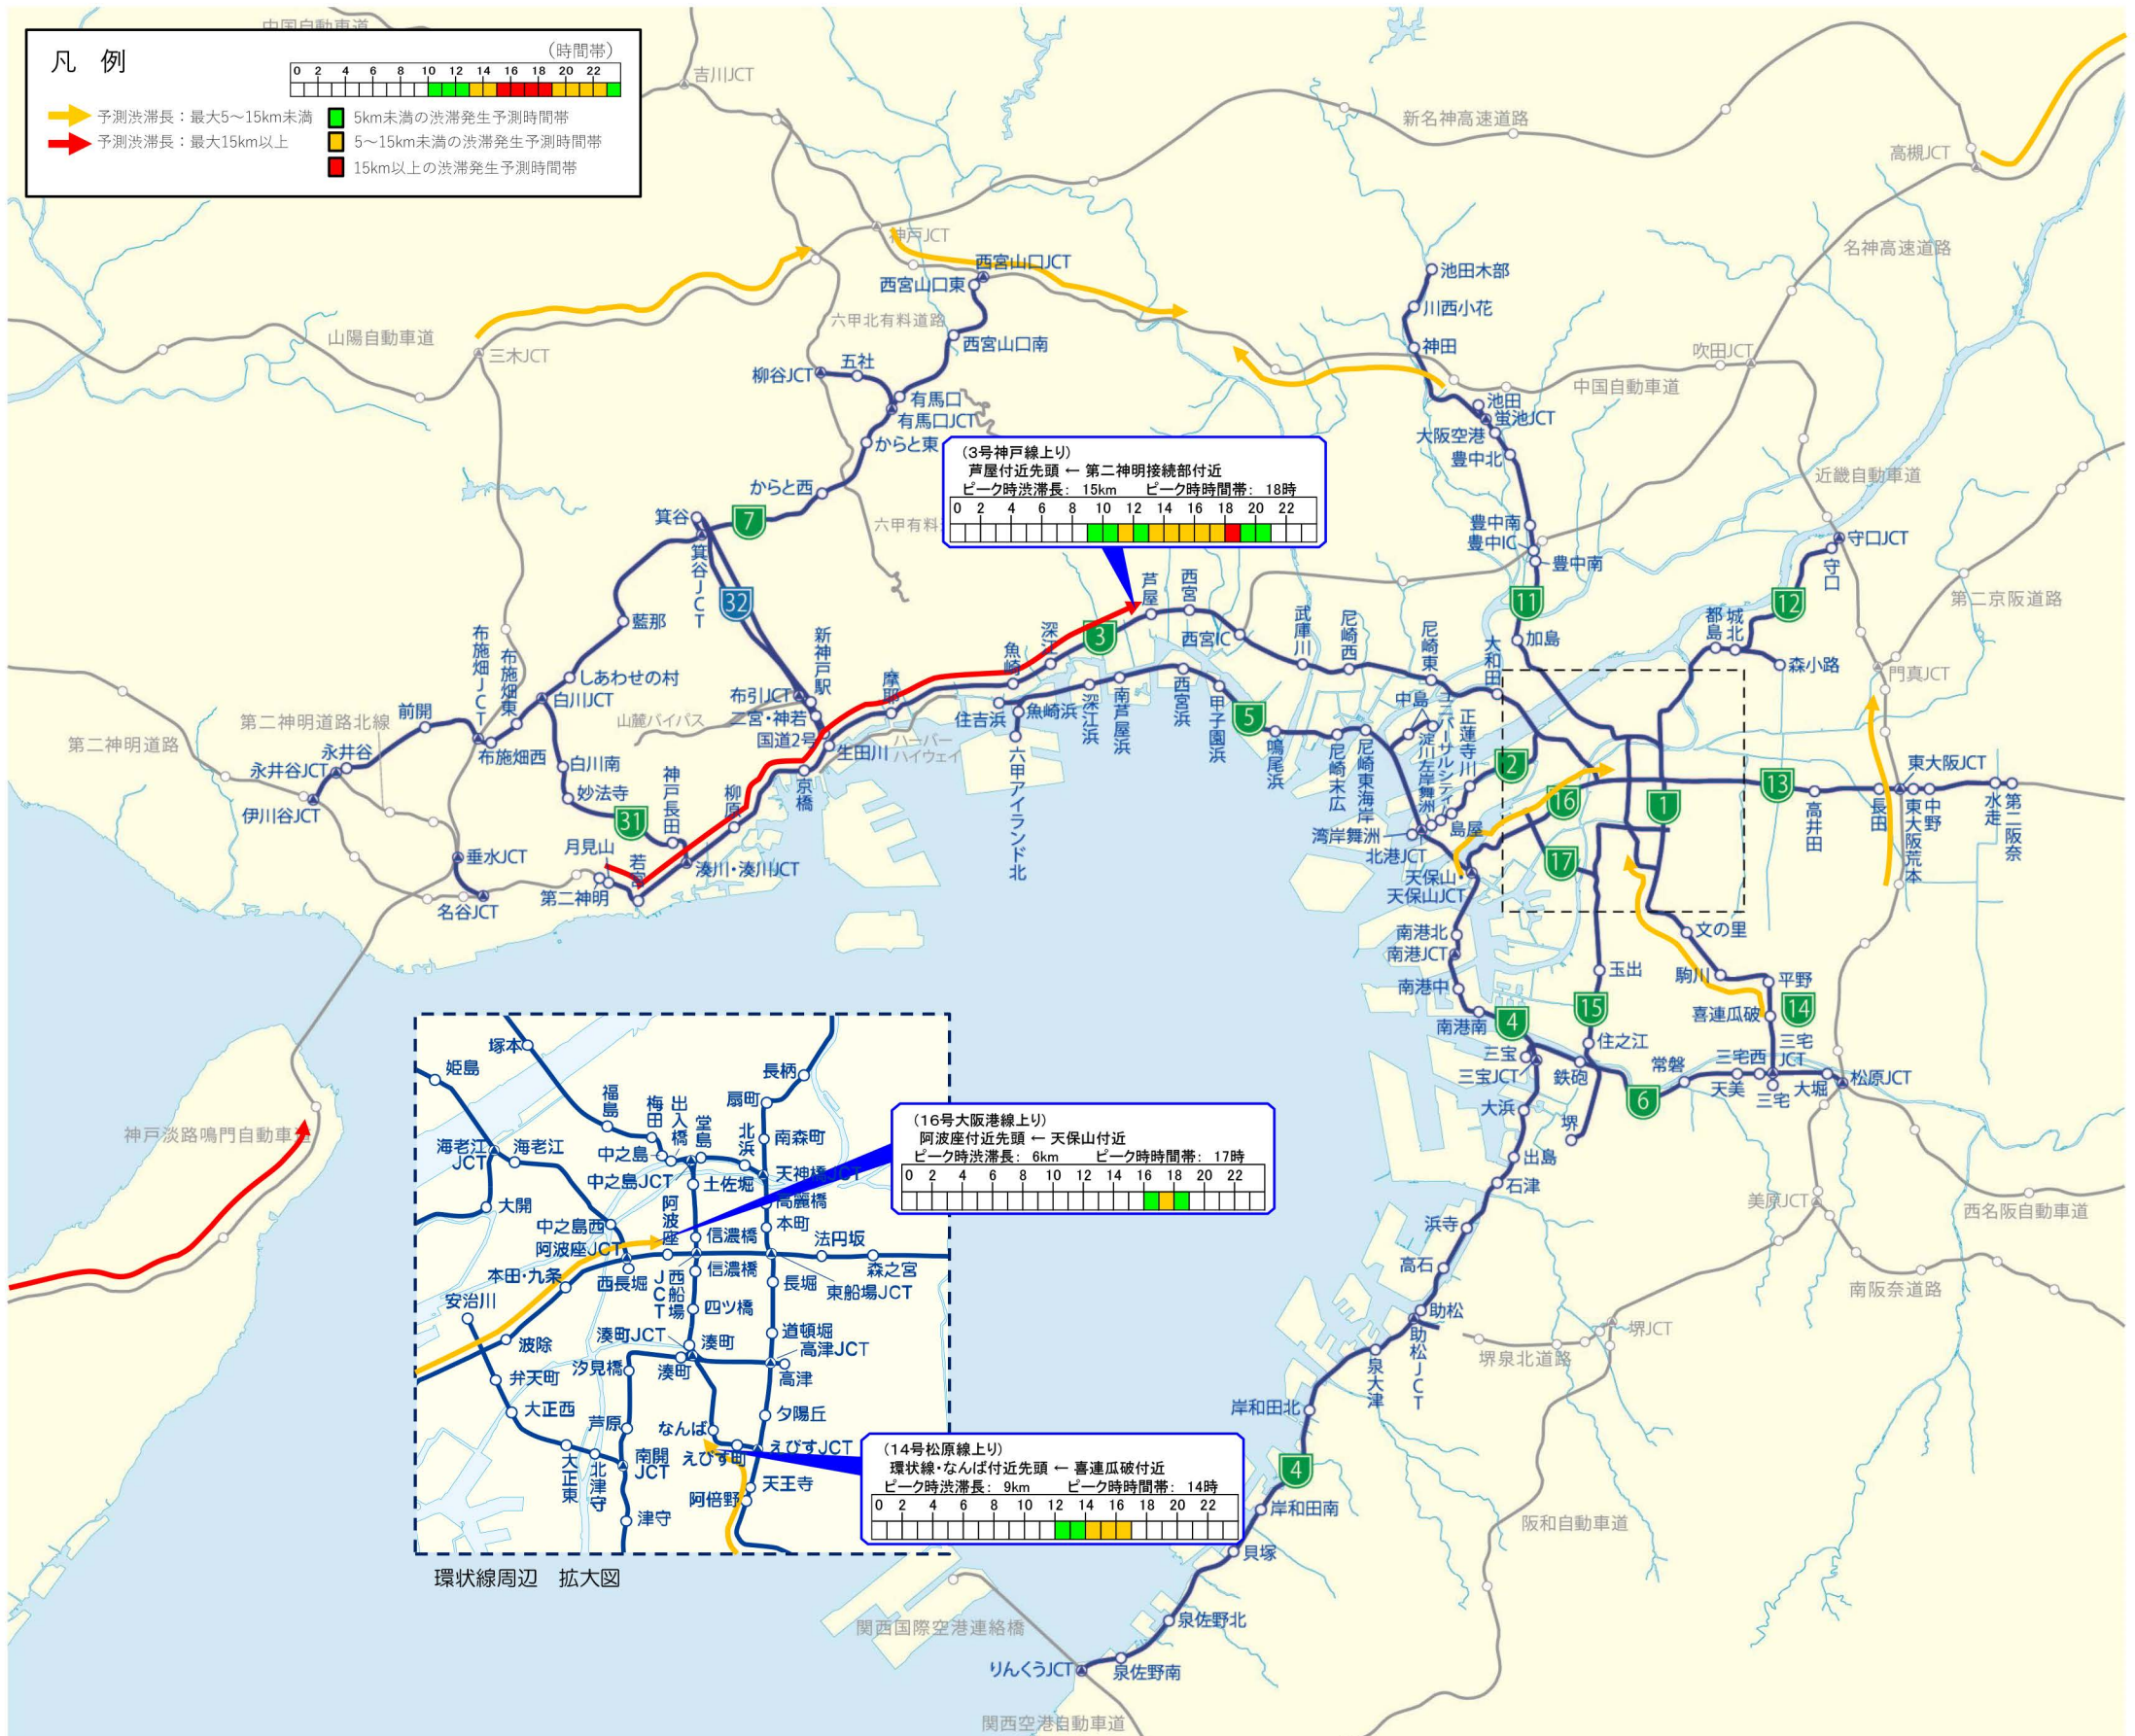 中国自動車道
凡 例
(時間帯)
0 2 4 6 8 10 12 14 16 18 20 22
予測渋滞長：最大5～15km未満
5km未満の渋滞発生予測時間帯
予測渋滞長：最大15km以上
5～15km未満の渋滞発生予測時間帯
15km以上の渋滞発生予測時間帯
吉川JCT
新名神高速道路
高槻JCT
名神高速道路
神戸JCT
西宮山口JCT
西宮山口東
六甲北有料道路
西宮山口南
山陽自動車道
三木JCT
五社
柳谷JCT
有馬口
有馬口JCT
からと東
からと西
六甲有料
池田木部
川西小花
神田
吹田JCT
中国自動車道
池田
蛍池JCT
大阪空港
豊中北
豊中南
豊中IC
豊中南
近畿自動車道
守口JCT
守口
第二京阪道路
(3号神戸線上り)
芦屋付近先頭 ← 第二神明接続部付近
ピーク時渋滞長： 15km ピーク時時間帯： 18時
0 2 4 6 8 10 12 14 16 18 20 22
箕谷
7
箕谷JCT
32
藍那
しあわせの村
布施畑JCT
布施畑東
白川JCT
前開
布施畑西
第二神明道路北線
第二神明道路
永井谷
永井谷JCT
伊川谷JCT
白川南
妙法寺
31
神戸長田
月見山
若宮
第二神明
湊川・湊川JCT
垂水JCT
名谷JCT
柳原
新神戸駅
布引JCT
二宮・神若
国道2号
山麓バイパス
生田川
京橋
摩耶
ハーバー
ハイウェイ
魚崎
深江
3
芦屋
西宮
西宮IC
住吉浜
魚崎浜
六甲アイランド北
深江浜
南芦屋浜
西宮浜
甲子園浜
5
鳴尾浜
武庫川
尼崎西
尼崎東
尼崎末広
尼崎東海岸
中島
ユニバーサルシティ
淀川左岸舞洲
正蓮寺川
大和田
11
加島
都島
城北
12
森小路
門真JCT
2
16
17
1
13
高井田
長田
東大阪JCT
東大阪荒本
中野
水走
第二阪奈
湾岸舞洲
島屋
北港JCT
天保山
天保山JCT
南港北
南港JCT
南港中
南港南
4
文の里
駒川
平野
喜連瓜破
14
玉出
15
住之江
三宝
三宝JCT
鉄砲
大浜
堺
6
常磐
三宅西
三宅
JCT
天美
三宅
大堀
松原JCT
出島
石津
浜寺
高石
助松
助松JCT
泉大津
堺JCT
堺泉北道路
美原JCT
西名阪自動車道
南阪奈道路
岸和田北
4
岸和田南
貝塚
阪和自動車道
泉佐野北
泉佐野南
りんくうJCT
関西国際空港連絡橋
関西空港自動車道
神戸淡路鳴門自動車道
塚本
姫島
福島
梅田
出入橋
堂島
北浜
長柄
扇町
南森町
海老江
JCT
海老江
中之島
中之島JCT
土佐堀
天神橋JCT
高麗橋
大開
中之島西
阿波座
阿波座JCT
信濃橋
本町
法円坂
本田・九条
西長堀
西船場JCT
信濃橋
長堀
東船場JCT
森之宮
安治川
四ツ橋
波除
湊町JCT
湊町
道頓堀
高津JCT
汐見橋
湊町
高津
弁天町
大正西
芦原
なんば
夕陽丘
大正東
北津守
南開
JCT
えびす町
えびすJCT
天王寺
阿倍野
津守
環状線周辺 拡大図
(16号大阪港線上り)
阿波座付近先頭 ← 天保山付近
ピーク時渋滞長： 6km ピーク時時間帯： 17時
0 2 4 6 8 10 12 14 16 18 20 22
(14号松原線上り)
環状線・なんば付近先頭 ← 喜連瓜破付近
ピーク時渋滞長： 9km ピーク時時間帯： 14時
0 2 4 6 8 10 12 14 16 18 20 22